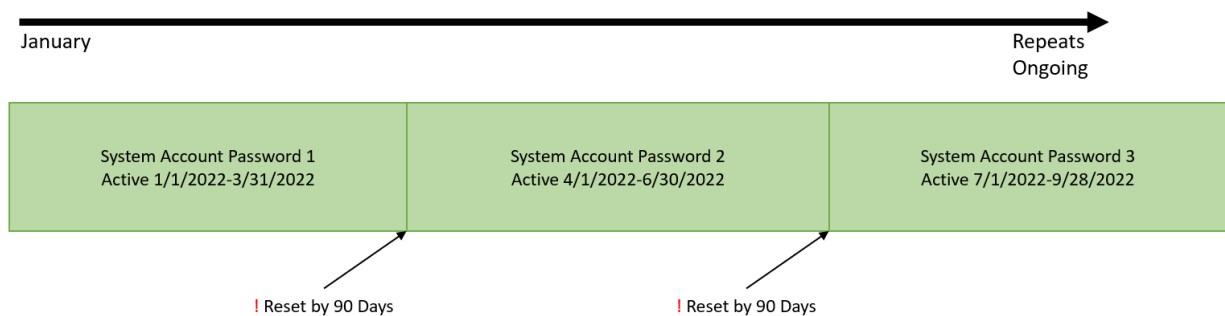 January
Repeats
Ongoing
System Account Password 1
Active 1/1/2022-3/31/2022
System Account Password 2
Active 4/1/2022-6/30/2022
System Account Password 3
Active 7/1/2022-9/28/2022
! Reset by 90 Days
! Reset by 90 Days